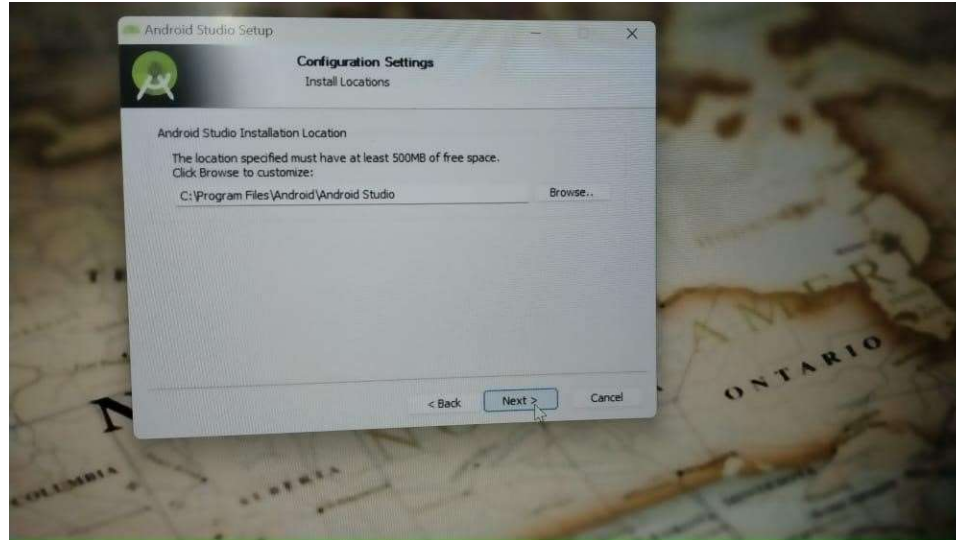 Android Studio Setup
Configuration Settings
Install Locations
Android Studio Installation Location
The location specified must have at least 500MB of free space.
Click Browse to customize:
C:\Program Files\Android\Android Studio
Browse..
< Back
Next >
Cancel
ONTARIO
ALBERTA